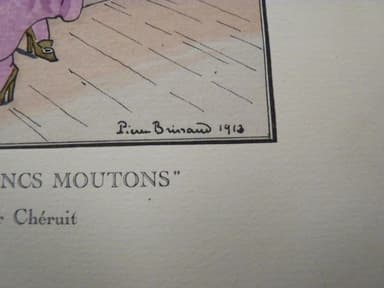 Pierre Brissaud 1913
NCS MOUTONS"
r Chéruit